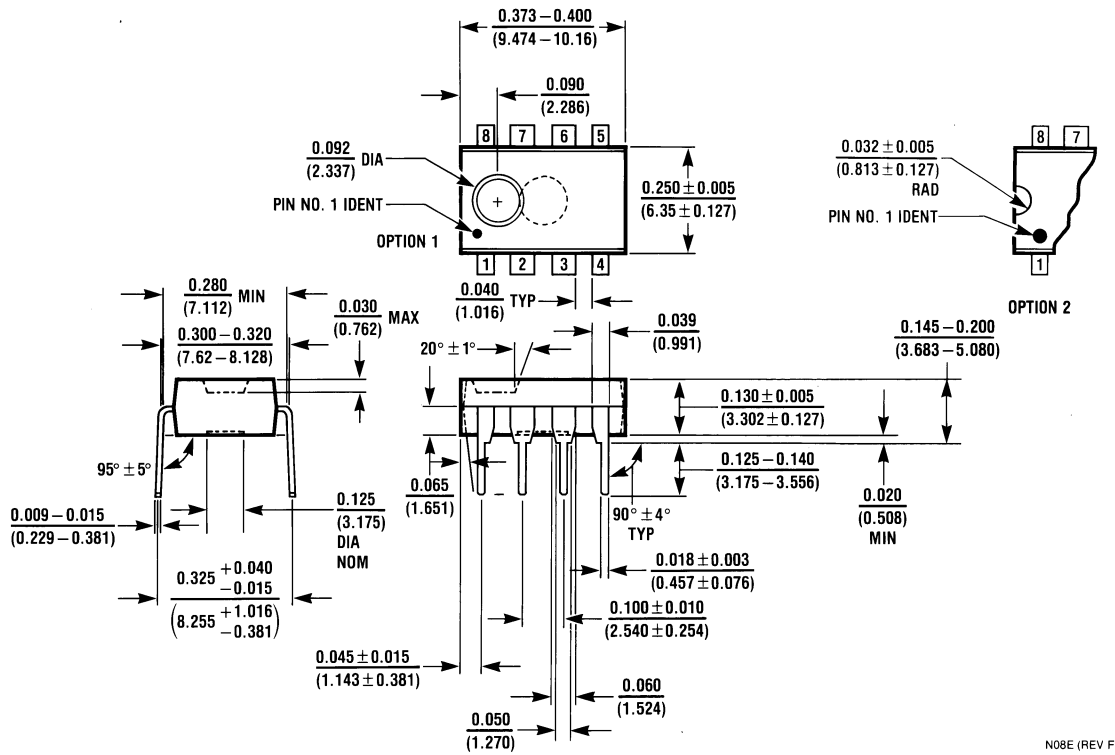 0.373 – 0.400
(9.474 – 10.16)
0.090
(2.286)
8 7 6 5
0.092 DIA
(2.337)
PIN NO. 1 IDENT
OPTION 1
+
0.250 ± 0.005
(6.35 ± 0.127)
1 2 3 4
0.032 ± 0.005
(0.813 ± 0.127)
RAD
PIN NO. 1 IDENT
8 7
1
OPTION 2
0.280 MIN
(7.112)
0.030 MAX
(0.762)
0.300 – 0.320
(7.62 – 8.128)
0.040 TYP
(1.016)
0.039
(0.991)
20° ± 1°
0.145 – 0.200
(3.683 – 5.080)
0.130 ± 0.005
(3.302 ± 0.127)
95° ± 5°
0.065
(1.651)
0.125 – 0.140
(3.175 – 3.556)
0.020
(0.508)
MIN
90° ± 4°
TYP
0.009 – 0.015
(0.229 – 0.381)
0.125
(3.175)
DIA
NOM
0.018 ± 0.003
(0.457 ± 0.076)
0.325 +0.040
−0.015
(8.255 +1.016
−0.381)
0.100 ± 0.010
(2.540 ± 0.254)
0.045 ± 0.015
(1.143 ± 0.381)
0.060
(1.524)
0.050
(1.270)
N08E (REV F